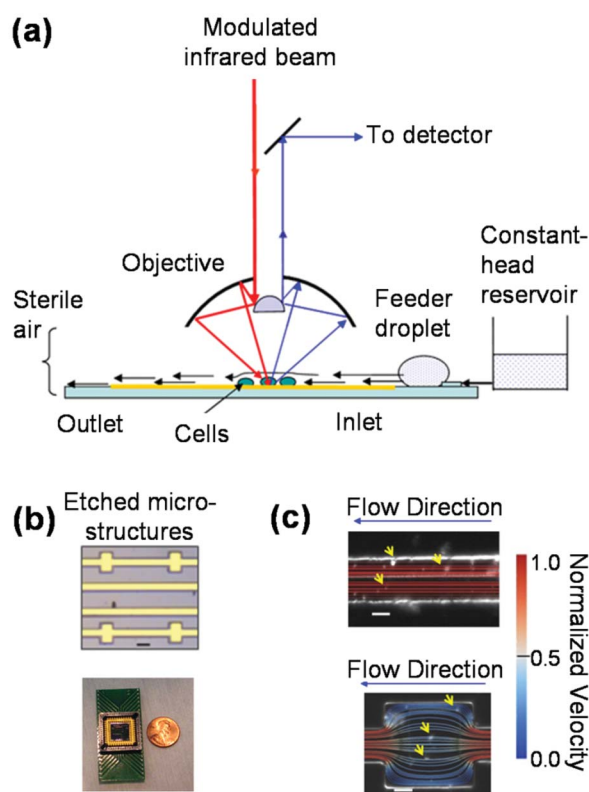 (a)
Modulated
infrared beam
To detector
Objective
Constant-
head
reservoir
Feeder
droplet
Sterile
air
Outlet
Cells
Inlet
(b)
Etched micro-
structures
(c)
Flow Direction
Flow Direction
1.0
0.5
0.0
Normalized Velocity